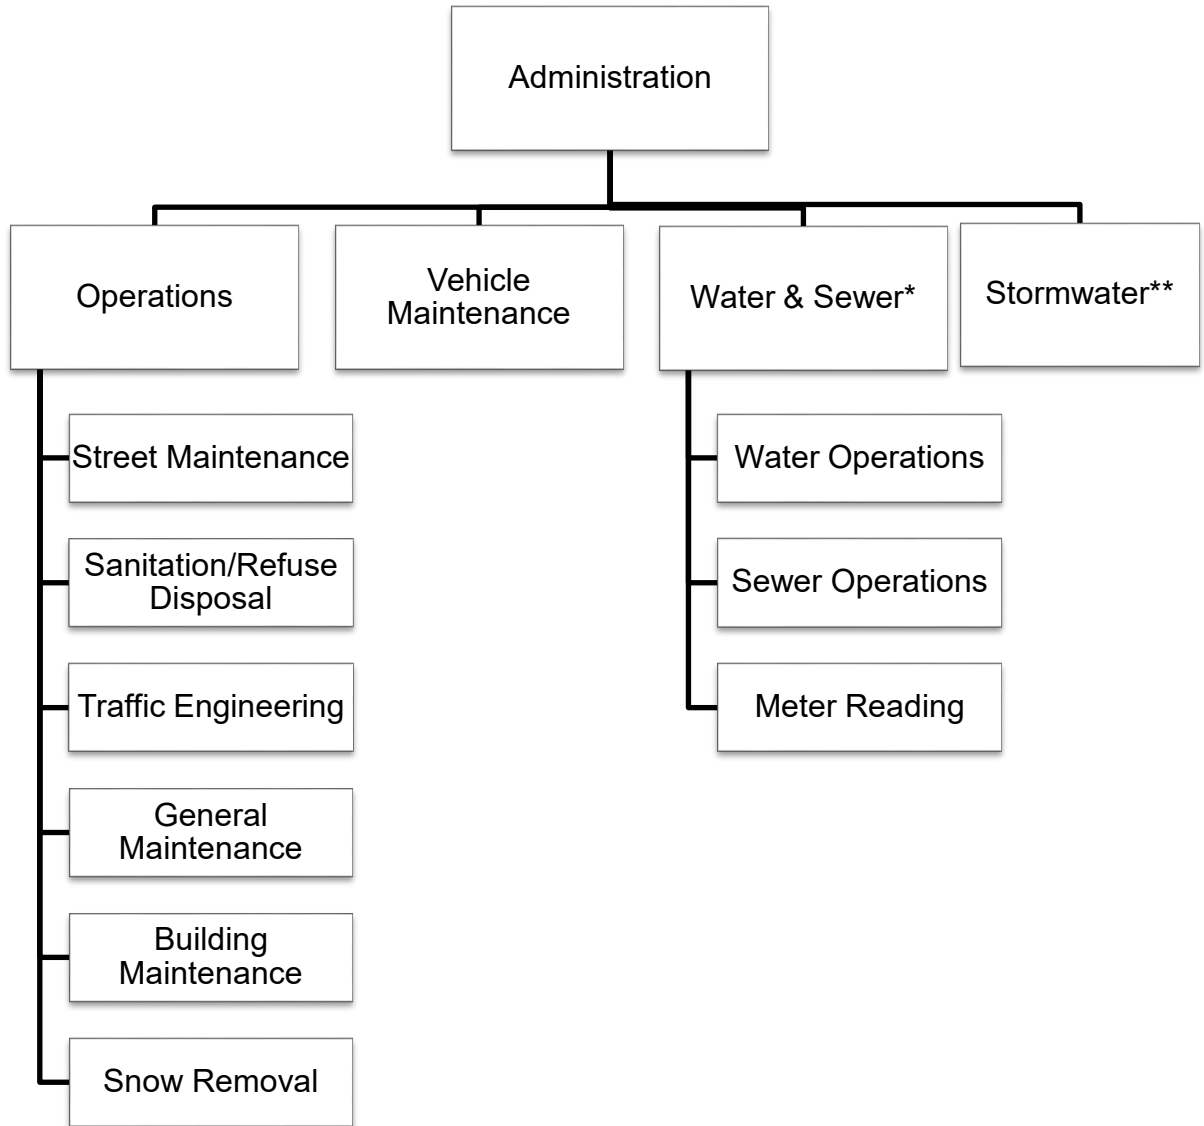 Administration
Operations
Vehicle
Maintenance
Water & Sewer*
Stormwater**
Street Maintenance
Sanitation/Refuse
Disposal
Traffic Engineering
General
Maintenance
Building
Maintenance
Snow Removal
Water Operations
Sewer Operations
Meter Reading